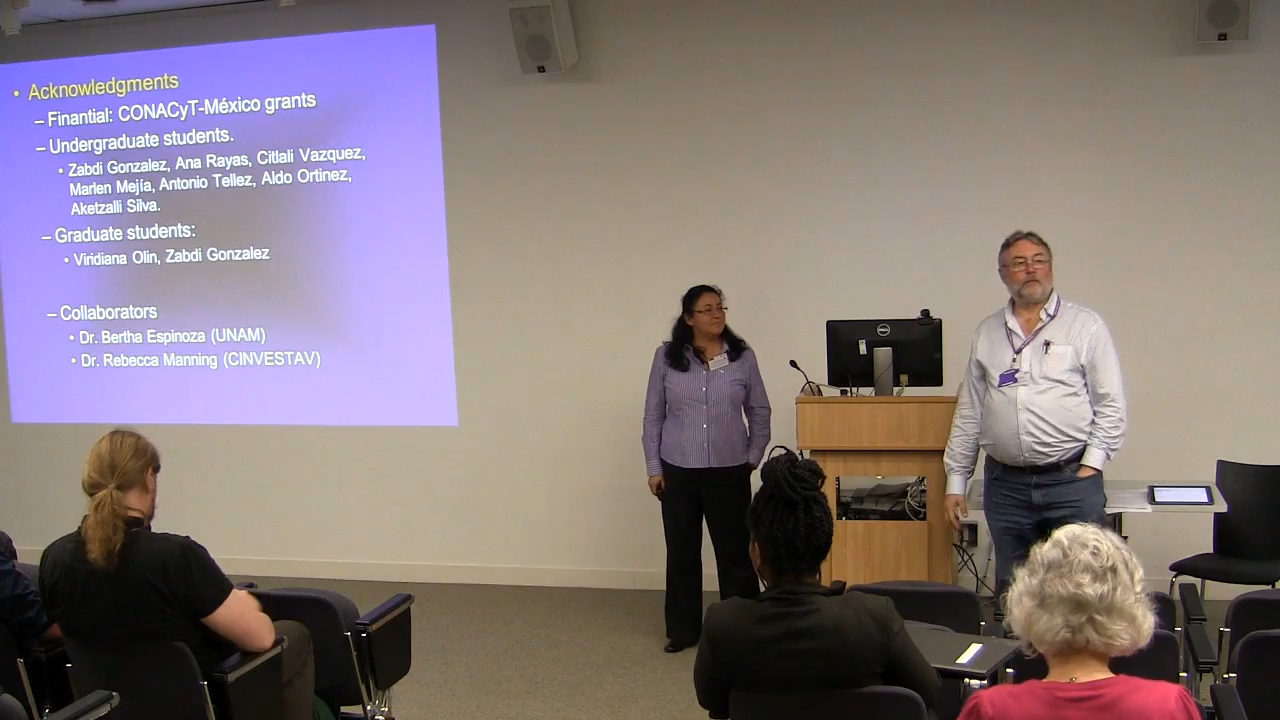 • Acknowledgments
– Finantial: CONACyT-México grants
– Undergraduate students.
• Zabdi Gonzalez, Ana Rayas, Citlali Vazquez,
Marlen Mejía, Antonio Tellez, Aldo Ortinez,
Aketzalli Silva.
– Graduate students:
• Viridiana Olin, Zabdi Gonzalez
– Collaborators
• Dr. Bertha Espinoza (UNAM)
• Dr. Rebecca Manning (CINVESTAV)
DELL